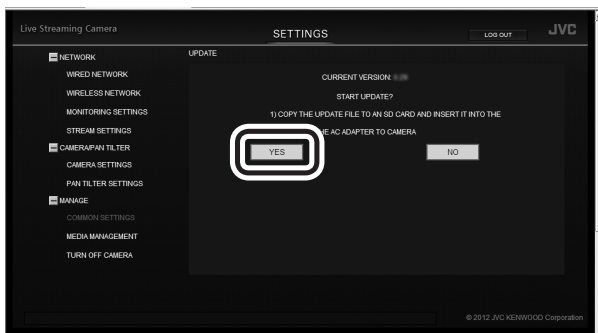 Live Streaming Camera
SETTINGS
LOG OUT
JVC
NETWORK
WIRED NETWORK
WIRELESS NETWORK
MONITORING SETTINGS
STREAM SETTINGS
CAMERA/PAN TILTER
CAMERA SETTINGS
PAN TILTER SETTINGS
MANAGE
COMMON SETTINGS
MEDIA MANAGEMENT
TURN OFF CAMERA
UPDATE
CURRENT VERSION:
START UPDATE?
1) COPY THE UPDATE FILE TO AN SD CARD AND INSERT IT INTO THE
AC ADAPTER TO CAMERA
YES
NO
© 2012 JVC KENWOOD Corporation